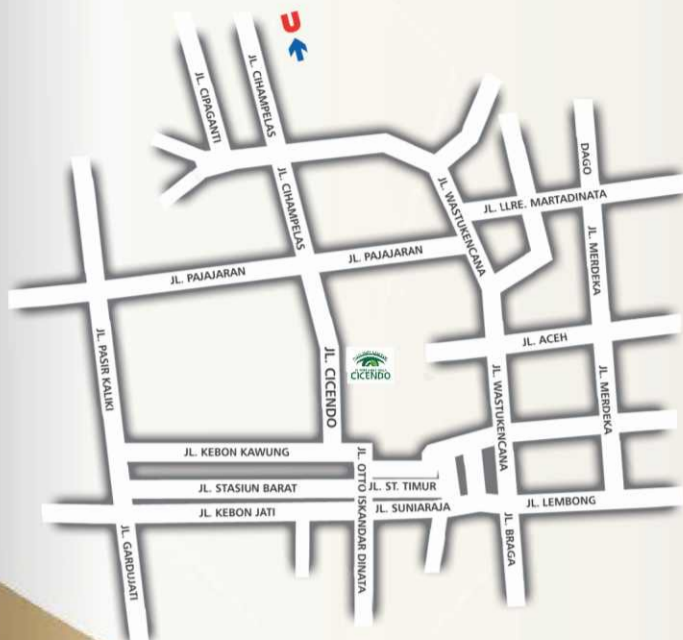 U
JL. CIPAGANTI
JL. CIHAMPELAS
DAGO
JL. CIHAMPELAS
JL. WASTUKENCANA
JL. LLRE. MARTADINATA
JL. MERDEKA
JL. PAJAJARAN
JL. PAJAJARAN
JL. PASIR KALIKI
JL. CICENDO
CICENDO
JL. ACEH
JL. WASTUKENCANA
JL. MERDEKA
JL. KEBON KAWUNG
JL. OTTO ISKANDAR DINATA
JL. STASIUN BARAT
JL. ST. TIMUR
JL. KEBON JATI
JL. SUNIARAJA
JL. LEMBONG
JL. GARDUJATI
JL. BRAGA